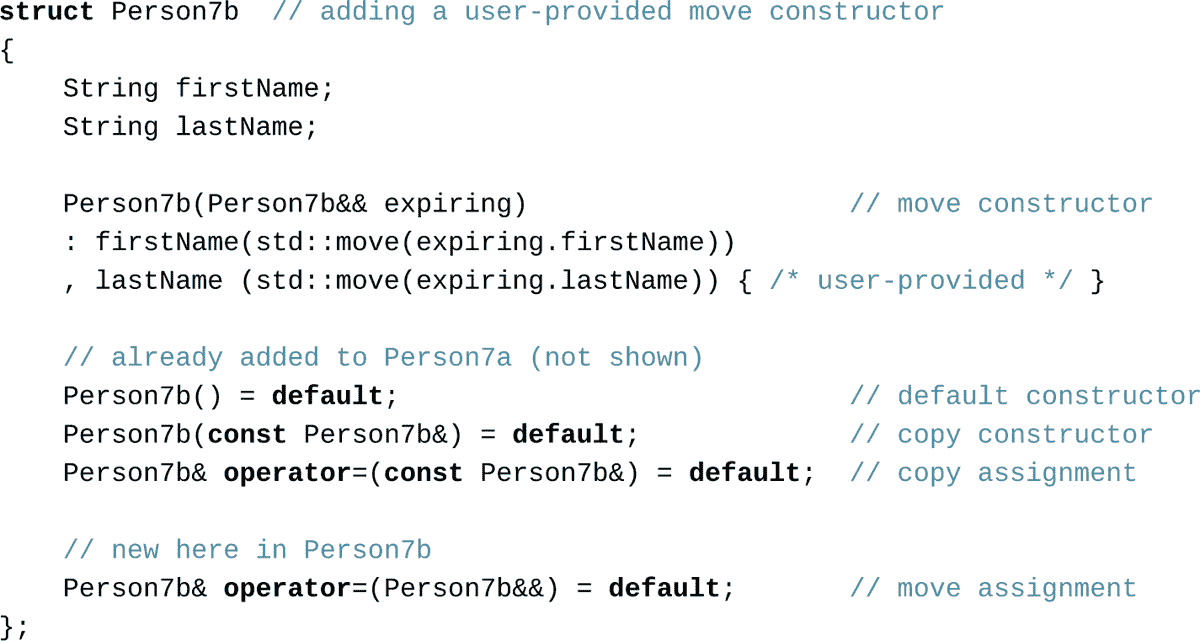 struct Person7b  // adding a user-provided move constructor
{
    String firstName;
    String lastName;

    Person7b(Person7b&& expiring)                    // move constructor
    : firstName(std::move(expiring.firstName))
    , lastName (std::move(expiring.lastName)) { /* user-provided */ }

    // already added to Person7a (not shown)
    Person7b() = default;                            // default constructor
    Person7b(const Person7b&) = default;             // copy constructor
    Person7b& operator=(const Person7b&) = default;  // copy assignment

    // new here in Person7b
    Person7b& operator=(Person7b&&) = default;       // move assignment
};